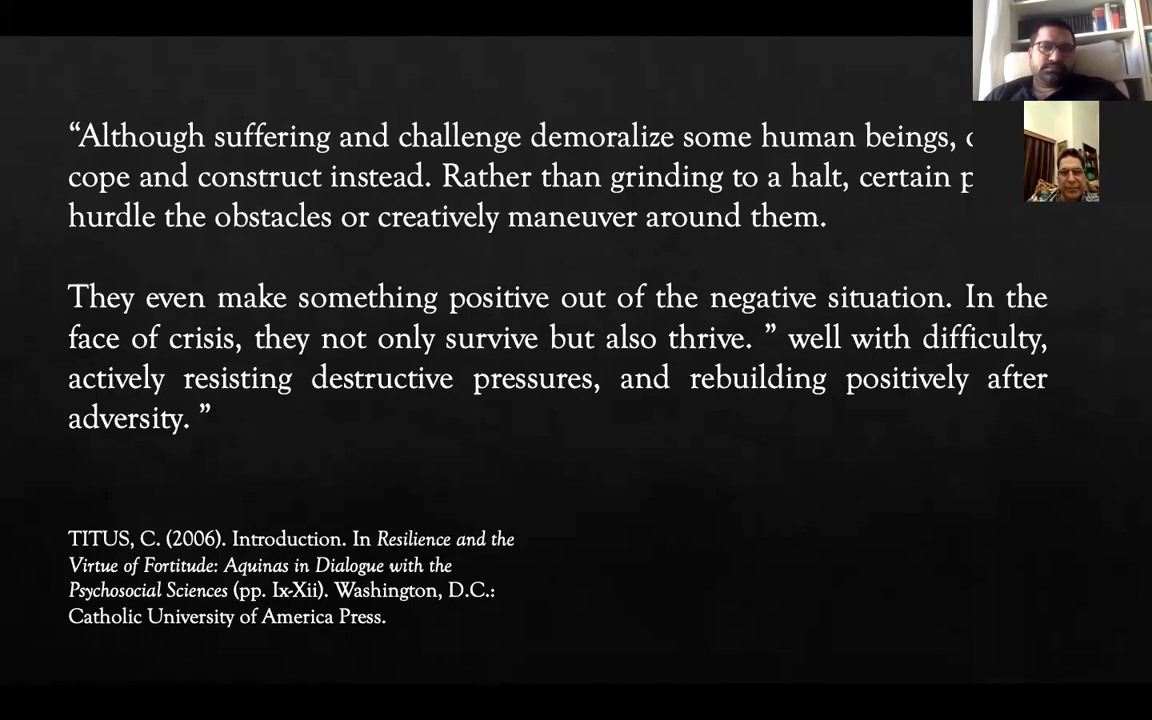 “Although suffering and challenge demoralize some human beings,
cope and construct instead. Rather than grinding to a halt, certain
hurdle the obstacles or creatively maneuver around them.
They even make something positive out of the negative situation. In the
face of crisis, they not only survive but also thrive. ” well with difficulty,
actively resisting destructive pressures, and rebuilding positively after
adversity. ”
TITUS, C. (2006). Introduction. In Resilience and the
Virtue of Fortitude: Aquinas in Dialogue with the
Psychosocial Sciences (pp. Ix-Xii). Washington, D.C.:
Catholic University of America Press.